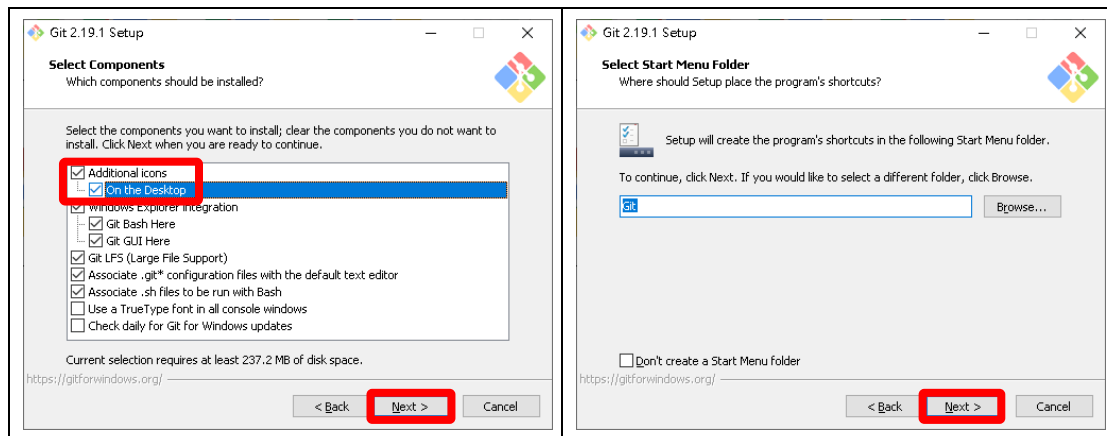 Git 2.19.1 Setup
Select Components
Which components should be installed?
Select the components you want to install; clear the components you do not want to
install. Click Next when you are ready to continue.
Additional icons
On the Desktop
Windows Explorer integration
Git Bash Here
Git GUI Here
Git LFS (Large File Support)
Associate .git* configuration files with the default text editor
Associate .sh files to be run with Bash
Use a TrueType font in all console windows
Check daily for Git for Windows updates
Current selection requires at least 237.2 MB of disk space.
https://gitforwindows.org/
< Back
Next >
Cancel
Git 2.19.1 Setup
Select Start Menu Folder
Where should Setup place the program's shortcuts?
Setup will create the program's shortcuts in the following Start Menu folder.
To continue, click Next. If you would like to select a different folder, click Browse.
Git
Browse...
Don't create a Start Menu folder
https://gitforwindows.org/
< Back
Next >
Cancel